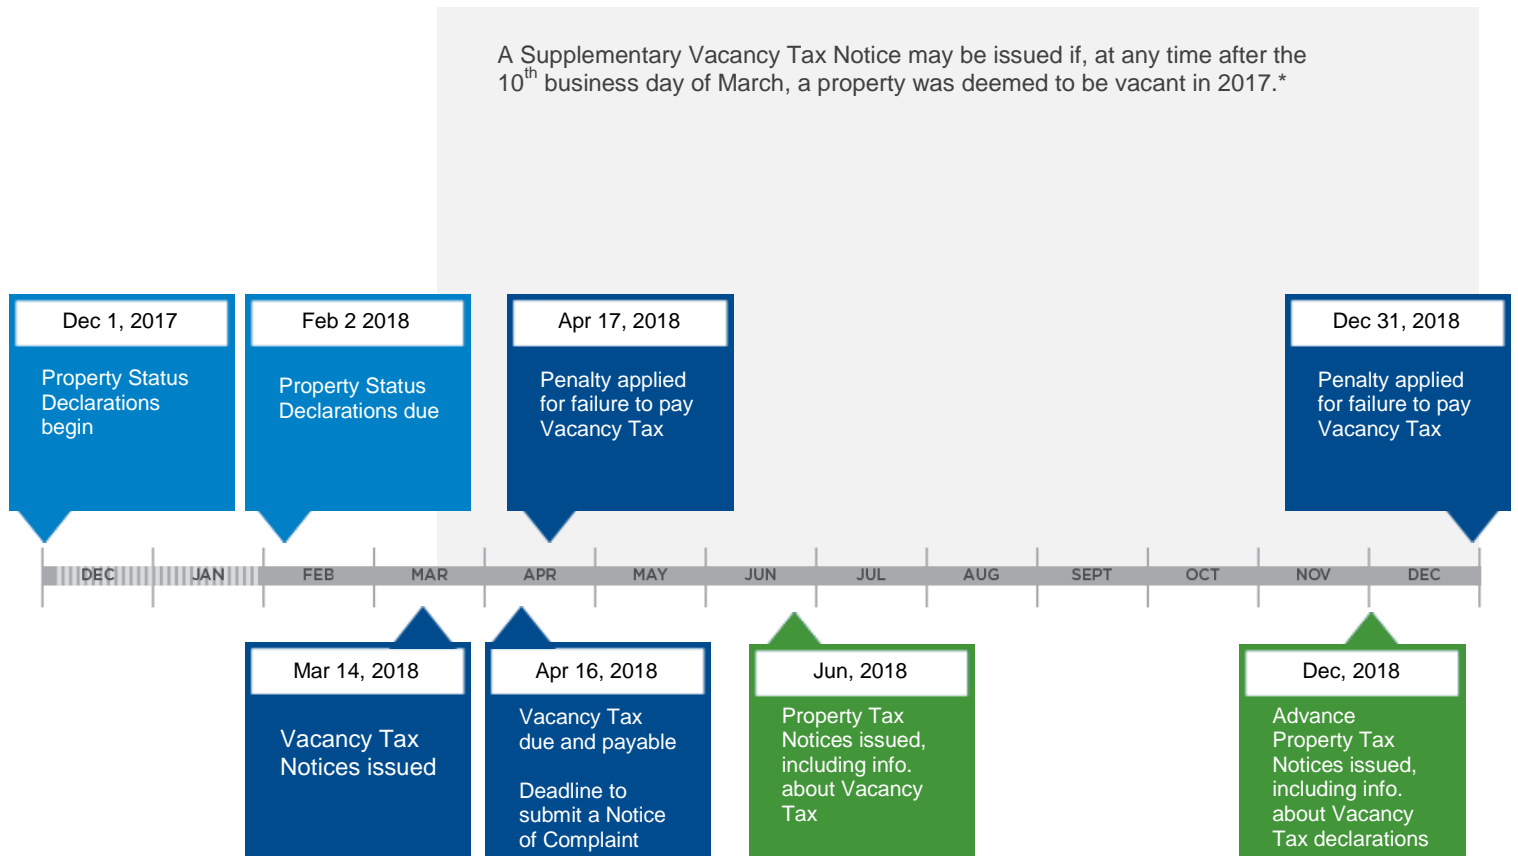 A Supplementary Vacancy Tax Notice may be issued if, at any time after the
10th business day of March, a property was deemed to be vacant in 2017.*
Dec 1, 2017
Property Status
Declarations
begin
Feb 2 2018
Property Status
Declarations due
Apr 17, 2018
Penalty applied
for failure to pay
Vacancy Tax
Dec 31, 2018
Penalty applied
for failure to pay
Vacancy Tax
DEC JAN FEB MAR APR MAY JUN JUL AUG SEPT OCT NOV DEC
Mar 14, 2018
Vacancy Tax
Notices issued
Apr 16, 2018
Vacancy Tax
due and payable
Deadline to
submit a Notice
of Complaint
Jun, 2018
Property Tax
Notices issued,
including info.
about Vacancy
Tax
Dec, 2018
Advance
Property Tax
Notices issued,
including info.
about Vacancy
Tax declarations